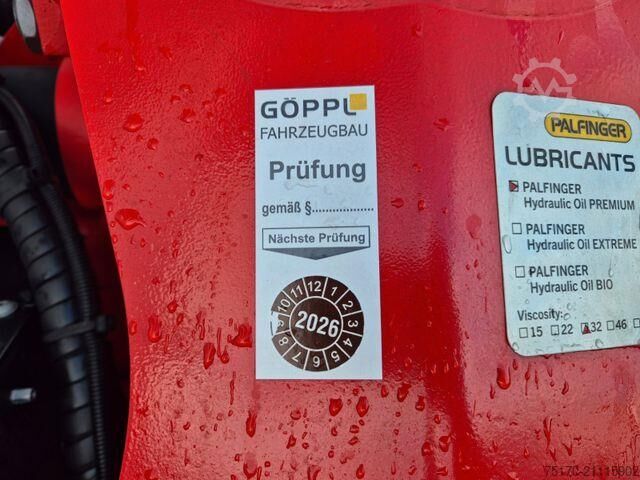 GÖPPL
FAHRZEUGBAU
Prüfung
gemäß §..................
Nächste Prüfung
1 2 3 4 5 6 7 8 9 10 11 12
2026
PALFINGER
LUBRICANTS
PALFINGER
Hydraulic Oil PREMIUM
PALFINGER
Hydraulic Oil EXTREME
PALFINGER
Hydraulic Oil BIO
Viscosity:
15 22 32 46